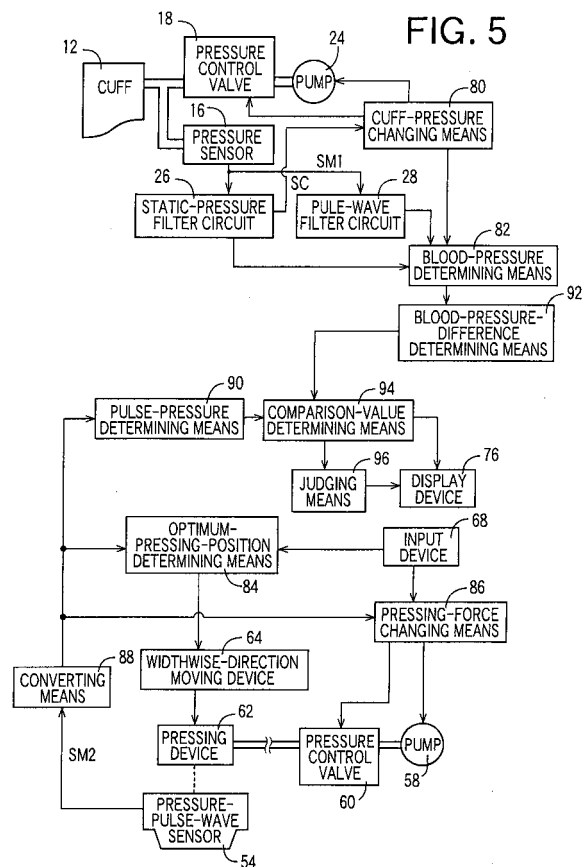 FIG. 5
12
CUFF
18
PRESSURE
CONTROL
VALVE
24
PUMP
80
CUFF-PRESSURE
CHANGING MEANS
16
PRESSURE
SENSOR
SM1
SC
26
STATIC-PRESSURE
FILTER CIRCUIT
28
PULE-WAVE
FILTER CIRCUIT
82
BLOOD-PRESSURE
DETERMINING MEANS
92
BLOOD-PRESSURE-
DIFFERENCE
DETERMINING MEANS
90
PULSE-PRESSURE
DETERMINING MEANS
94
COMPARISON-VALUE
DETERMINING MEANS
96
JUDGING
MEANS
76
DISPLAY
DEVICE
OPTIMUM-
PRESSING-POSITION
DETERMINING MEANS
84
68
INPUT
DEVICE
86
PRESSING-FORCE
CHANGING MEANS
64
WIDTHWISE-DIRECTION
MOVING DEVICE
88
CONVERTING
MEANS
62
PRESSING
DEVICE
PRESSURE
CONTROL
VALVE
60
PUMP
58
SM2
PRESSURE-
PULSE-WAVE
SENSOR
54